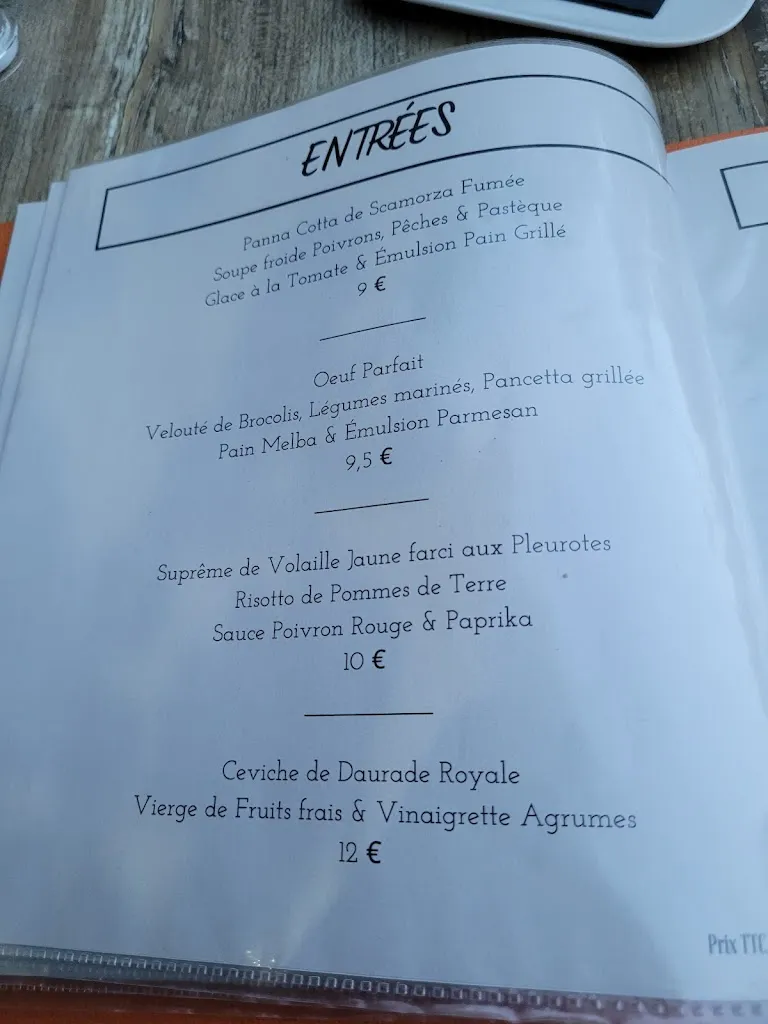 ENTRÉES
Panna Cotta de Scamorza Fumée
Soupe froide Poivrons, Pêches & Pastèque
Glace à la Tomate & Émulsion Pain Grillé
9 €
Oeuf Parfait
Velouté de Brocolis, Légumes marinés, Pancetta grillée
Pain Melba & Émulsion Parmesan
9,5 €
Suprême de Volaille Jaune farci aux Pleurotes
Risotto de Pommes de Terre
Sauce Poivron Rouge & Paprika
10 €
Ceviche de Daurade Royale
Vierge de Fruits frais & Vinaigrette Agrumes
12 €
Prix TTC